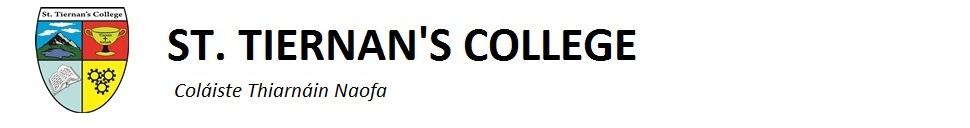 St. Tiernan's College
ST. TIERNAN'S COLLEGE
Coláiste Thiarnáin Naofa